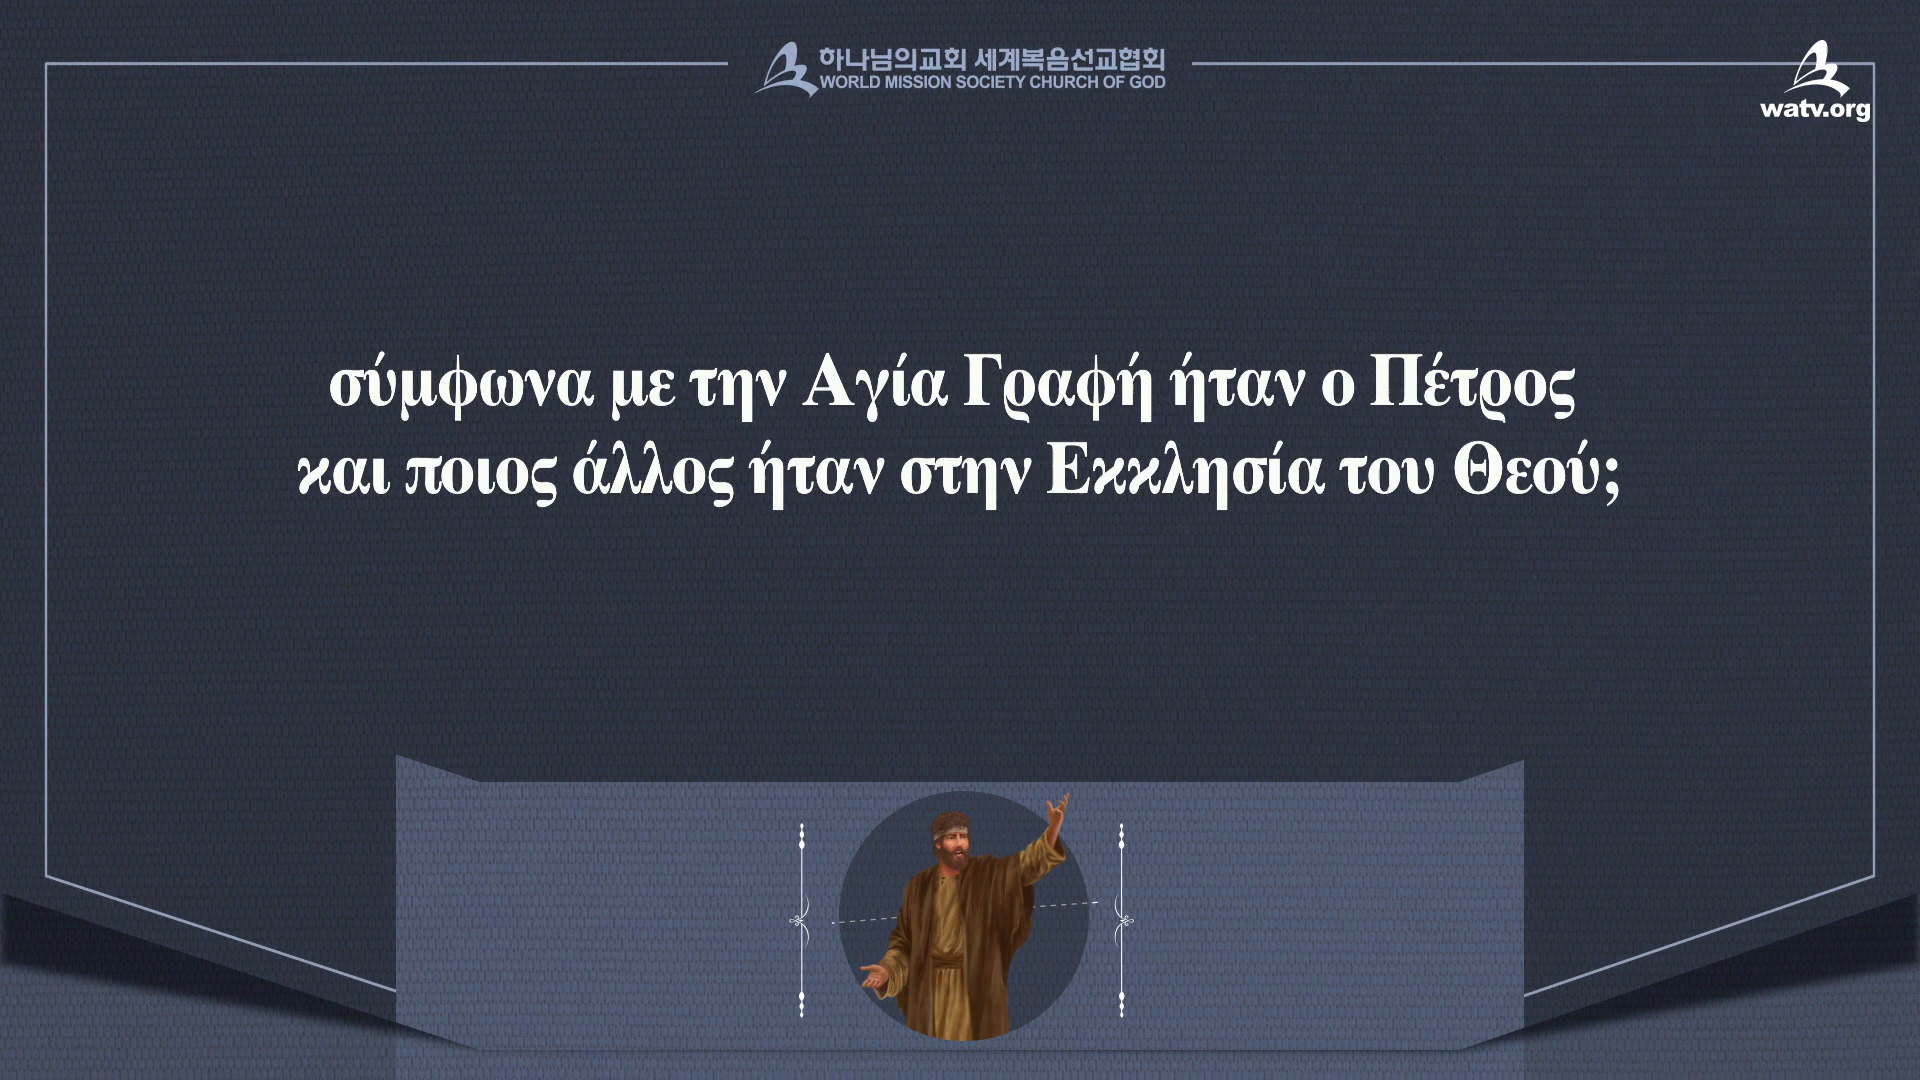 하나님의교회 세계복음선교협회
WORLD MISSION SOCIETY CHURCH OF GOD
watv.org
σύμφωνα με την Αγία Γραφή ήταν ο Πέτρος
και ποιος άλλος ήταν στην Εκκλησία του Θεού;